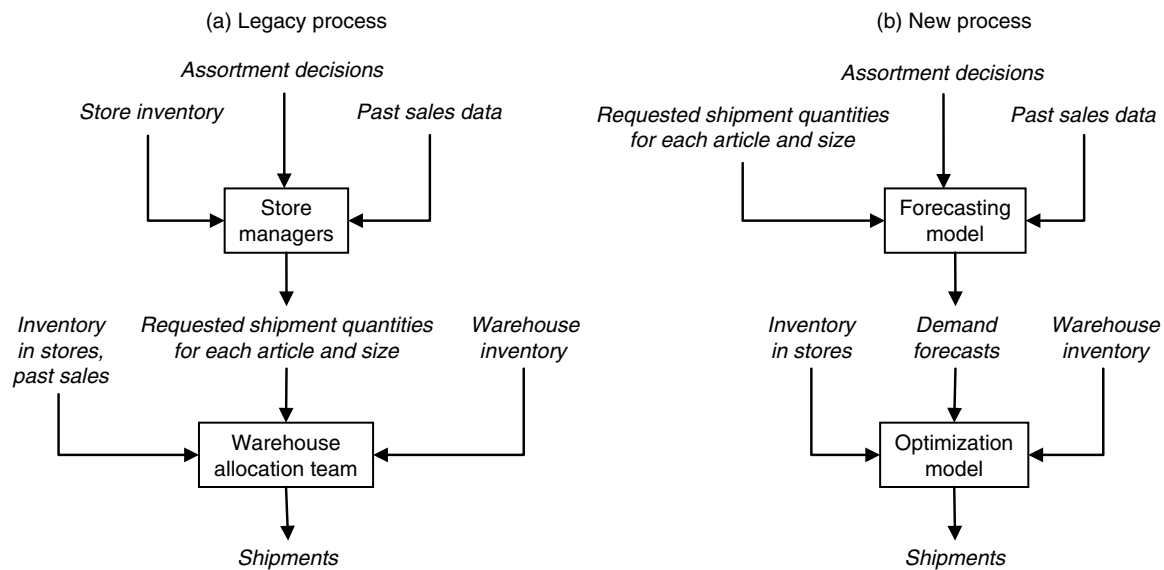 (a) Legacy process
Assortment decisions
Store inventory
Past sales data
Store
managers
Inventory
in stores,
past sales
Requested shipment quantities
for each article and size
Warehouse
inventory
Warehouse
allocation team
Shipments
(b) New process
Assortment decisions
Requested shipment quantities
for each article and size
Past sales data
Forecasting
model
Inventory
in stores
Demand
forecasts
Warehouse
inventory
Optimization
model
Shipments